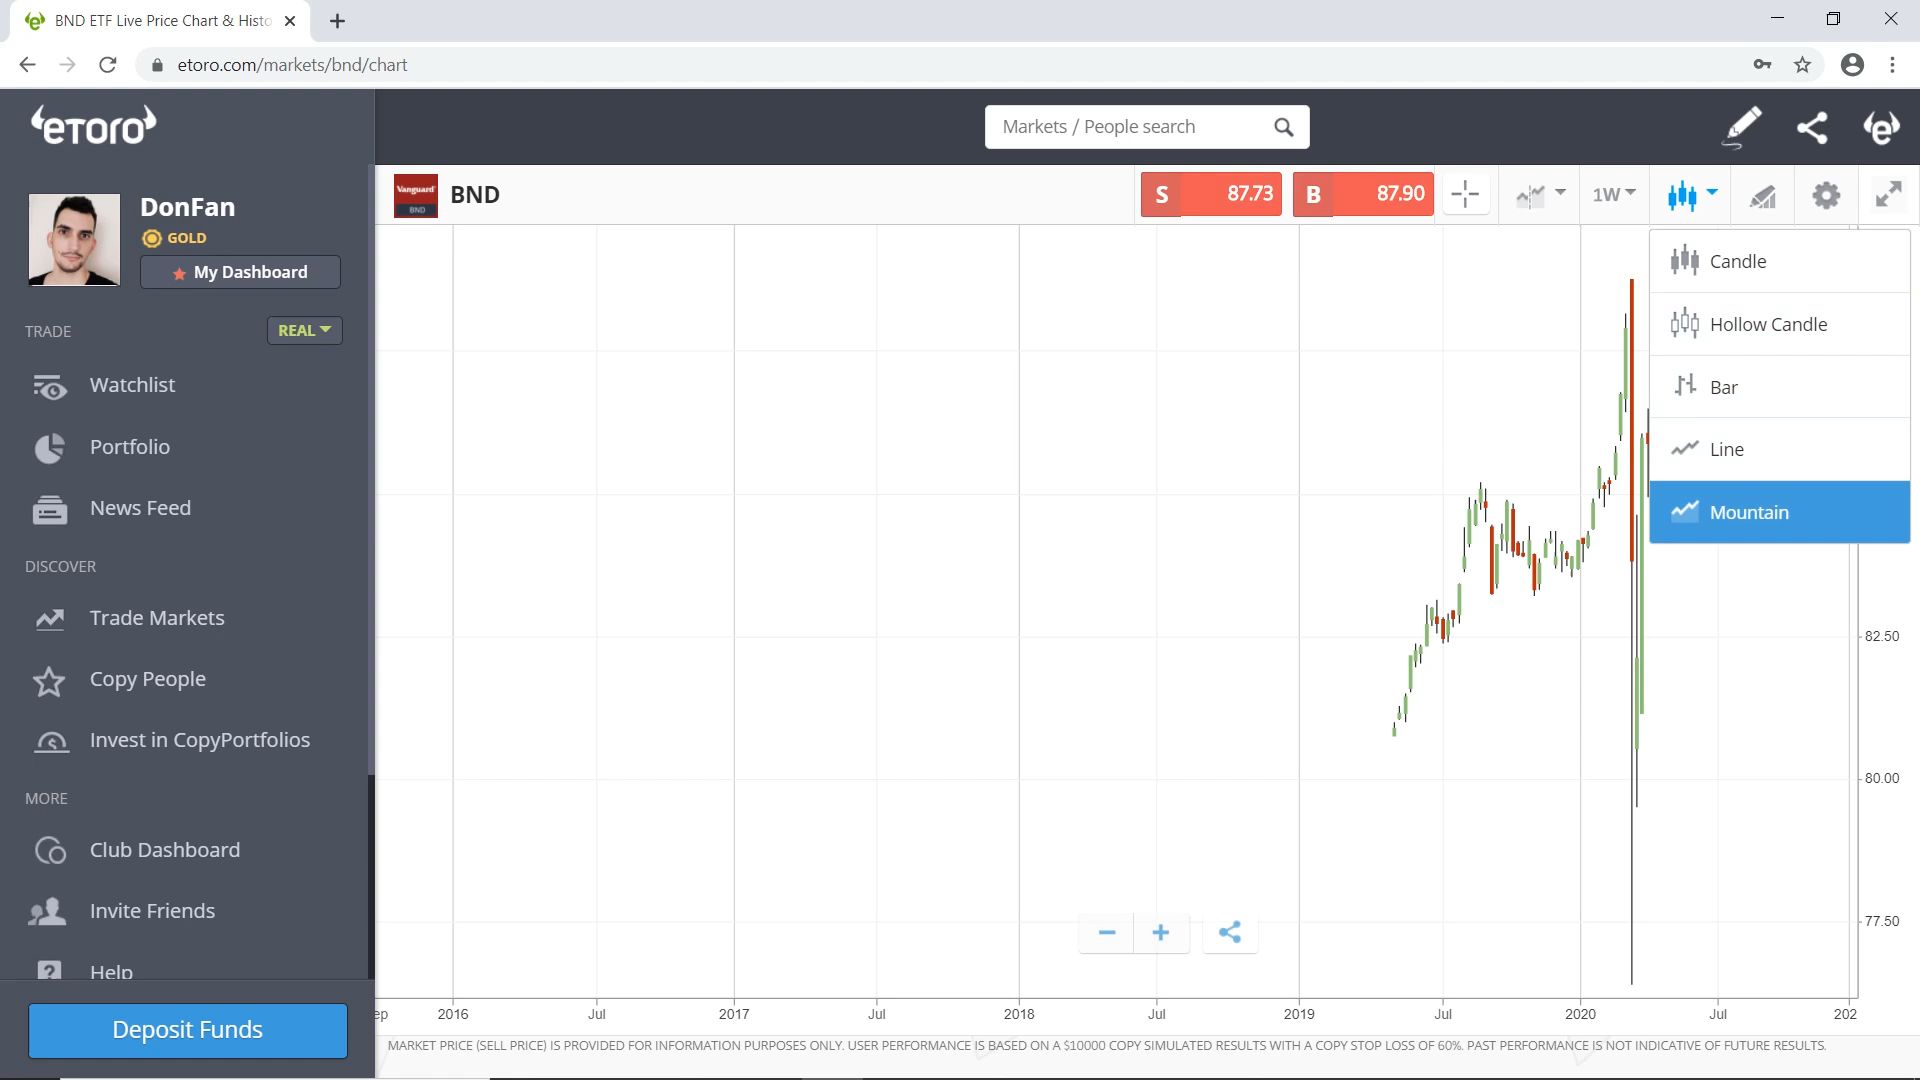 BND ETF Live Price Chart & Histo
etoro.com/markets/bnd/chart
eTORO
Markets / People search
DonFan
GOLD
My Dashboard
TRADE
REAL
Watchlist
Portfolio
News Feed
DISCOVER
Trade Markets
Copy People
Invest in CopyPortfolios
MORE
Club Dashboard
Invite Friends
Help
Deposit Funds
Vanguard
BND
BND
S 87.73
B 87.90
1W
Candle
Hollow Candle
Bar
Line
Mountain
82.50
80.00
77.50
ep 2016 Jul 2017 Jul 2018 Jul 2019 Jul 2020 Jul 202
MARKET PRICE (SELL PRICE) IS PROVIDED FOR INFORMATION PURPOSES ONLY. USER PERFORMANCE IS BASED ON A $10000 COPY SIMULATED RESULTS WITH A COPY STOP LOSS OF 60%. PAST PERFORMANCE IS NOT INDICATIVE OF FUTURE RESULTS.